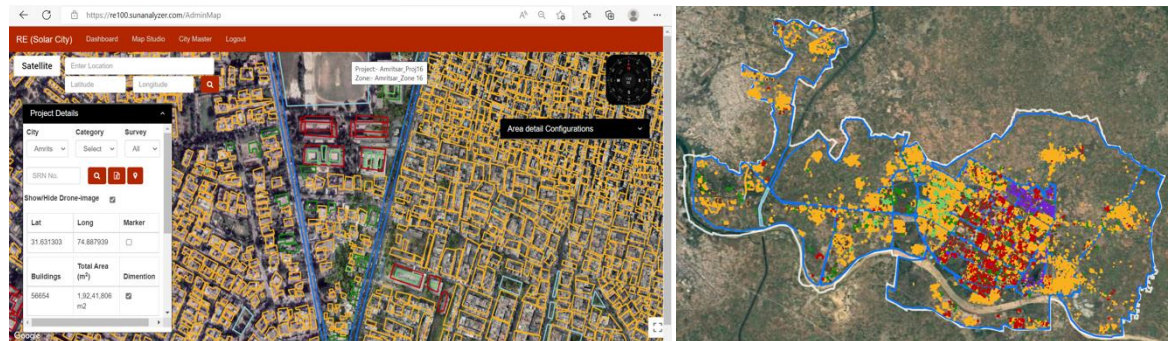 https://re100.sunanalyzer.com/AdminMap
RE (Solar City) Dashboard Map Studio City Master Logout
Satellite Enter Location
Latitude Longitude
Project:- Amritsar_Proj16
Zone:- Amritsar_Zone 16
Project Details
Area detail Configurations
City Category Survey
Amrits Select All
SRN No.
Show/Hide Drone-image
Lat Long Marker
31.631303 74.887939
Buildings Total Area (m²) Dimention
56654 1,92,41,806 m2
Google